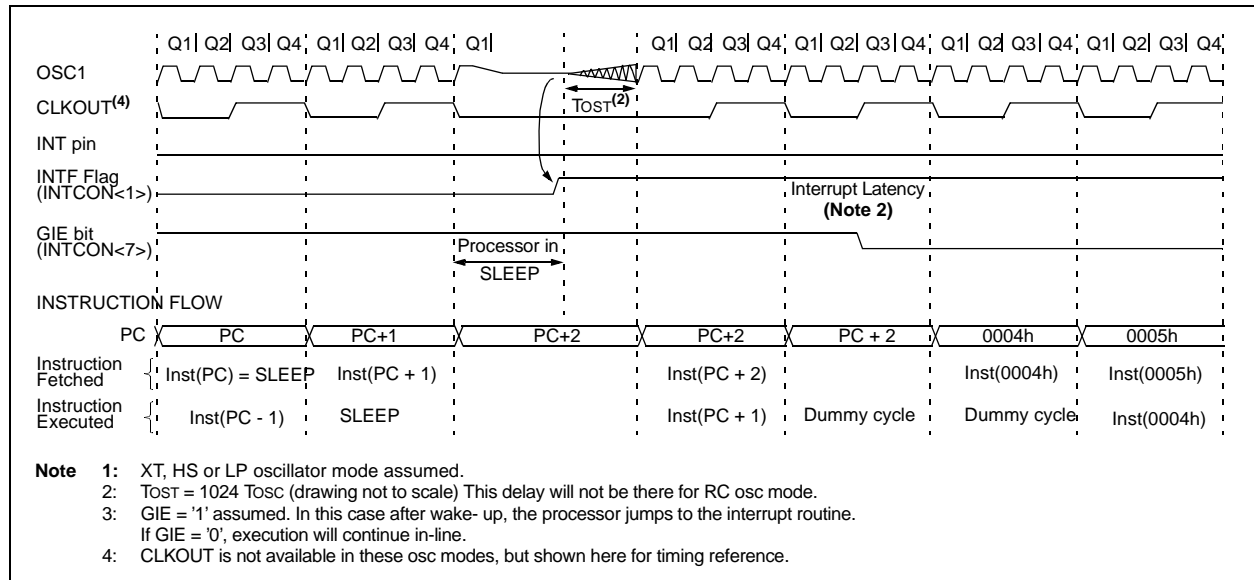 Q1 Q2 Q3 Q4 Q1 Q2 Q3 Q4 Q1 Q1 Q2 Q3 Q4 Q1 Q2 Q3 Q4 Q1 Q2 Q3 Q4 Q1 Q2 Q3 Q4
OSC1
CLKOUT(4)
TOST(2)
INT pin
INTF Flag
(INTCON<1>)
Interrupt Latency
(Note 2)
GIE bit
(INTCON<7>)
Processor in
SLEEP
INSTRUCTION FLOW
PC PC PC+1 PC+2 PC+2 PC + 2 0004h 0005h
Instruction
Fetched
Inst(PC) = SLEEP Inst(PC + 1) Inst(PC + 2) Inst(0004h) Inst(0005h)
Instruction
Executed
Inst(PC - 1) SLEEP Inst(PC + 1) Dummy cycle Dummy cycle Inst(0004h)
Note 1: XT, HS or LP oscillator mode assumed.
2: TOST = 1024 TOSC (drawing not to scale) This delay will not be there for RC osc mode.
3: GIE = '1' assumed. In this case after wake- up, the processor jumps to the interrupt routine.
If GIE = '0', execution will continue in-line.
4: CLKOUT is not available in these osc modes, but shown here for timing reference.